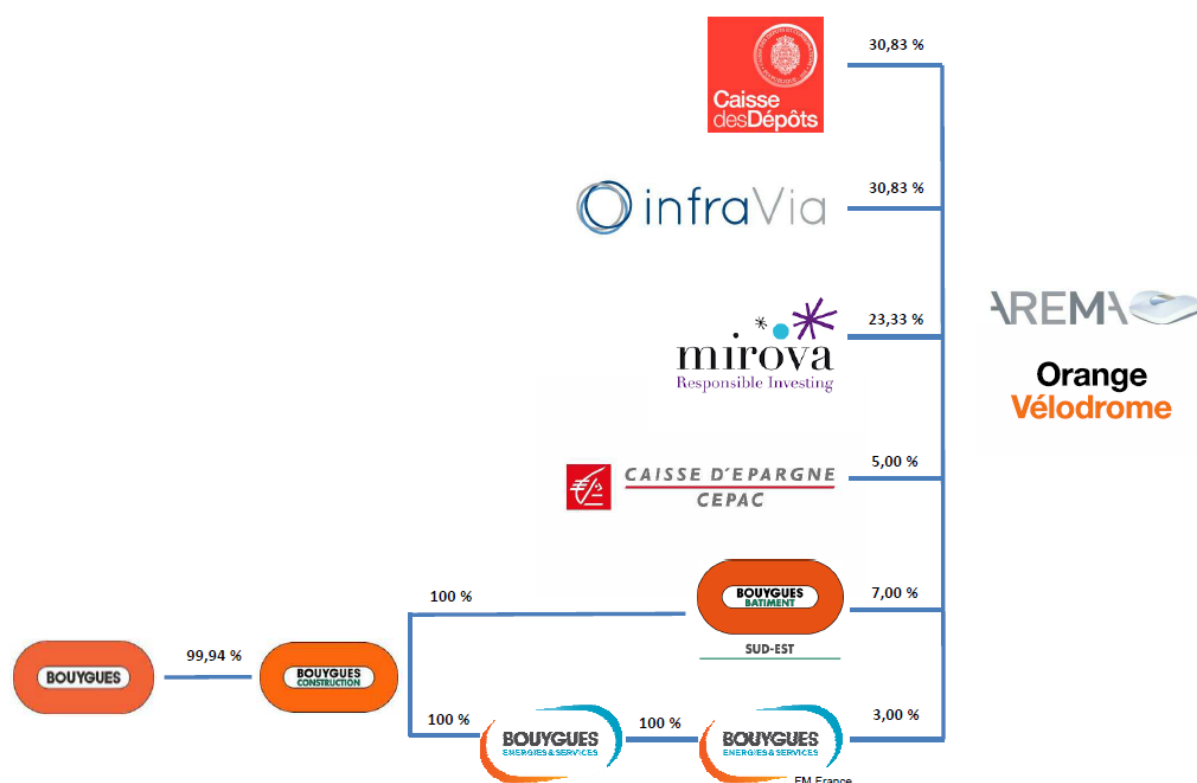 30,83 %
Caisse
desDépôts
30,83 %
infraVia
23,33 %
mirova
Responsible Investing
AREMA
Orange
Vélodrome
5,00 %
CAISSE D'EPARGNE
CEPAC
100 %
BOUYGUES
BATIMENT
7,00 %
SUD-EST
99,94 %
BOUYGUES
BOUYGUES
CONSTRUCTION
100 %
BOUYGUES
ENERGIES & SERVICES
100 %
BOUYGUES
ENERGIES & SERVICES
3,00 %
FM France